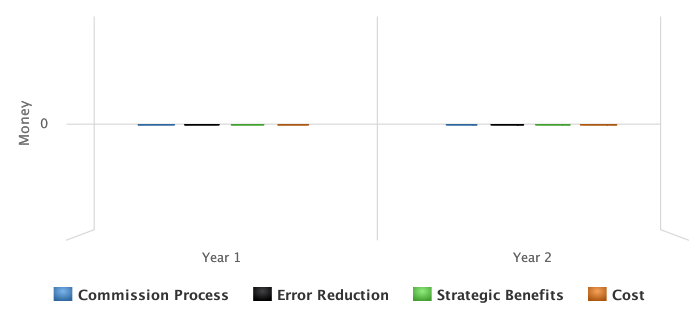 Money
0
Year 1
Year 2
Commission Process
Error Reduction
Strategic Benefits
Cost